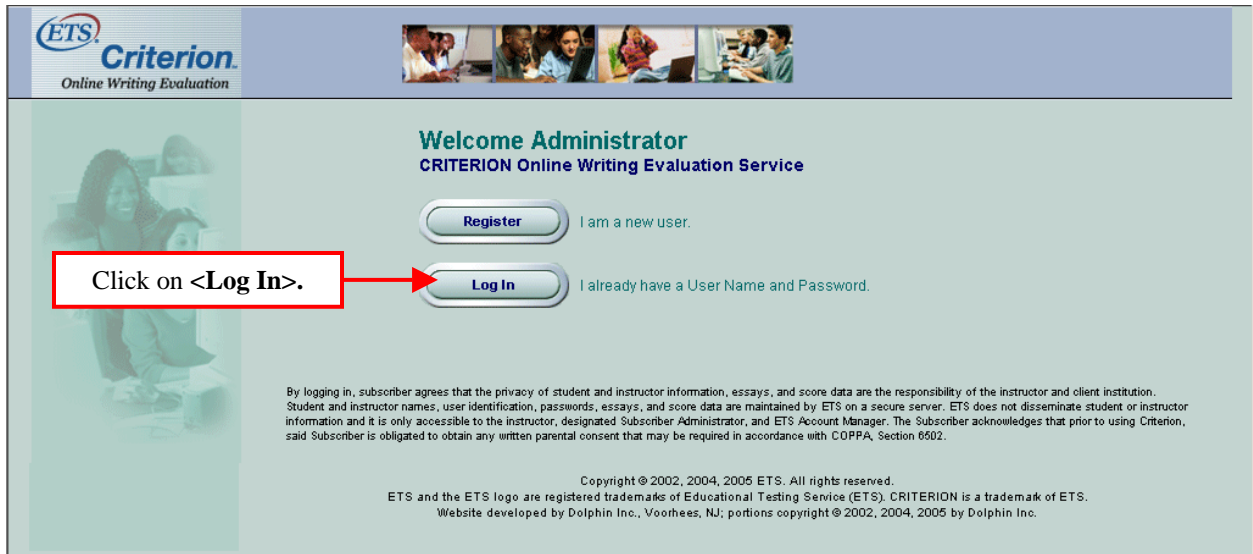 ETS
Criterion.
Online Writing Evaluation
Welcome Administrator
CRITERION Online Writing Evaluation Service
Register I am a new user.
Click on <Log In>.
Log In I already have a User Name and Password.
By logging in, subscriber agrees that the privacy of student and instructor information, essays, and score data are the responsibility of the instructor and client institution.
Student and instructor names, user identification, passwords, essays, and score data are maintained by ETS on a secure server. ETS does not disseminate student or instructor
information and it is only accessible to the instructor, designated Subscriber Administrator, and ETS Account Manager. The Subscriber acknowledges that prior to using Criterion,
said Subscriber is obligated to obtain any written parental consent that may be required in accordance with COPPA, Section 6502.
Copyright © 2002, 2004, 2005 ETS. All rights reserved.
ETS and the ETS logo are registered trademarks of Educational Testing Service (ETS). CRITERION is a trademark of ETS.
Website developed by Dolphin Inc., Voorhees, NJ; portions copyright © 2002, 2004, 2005 by Dolphin Inc.